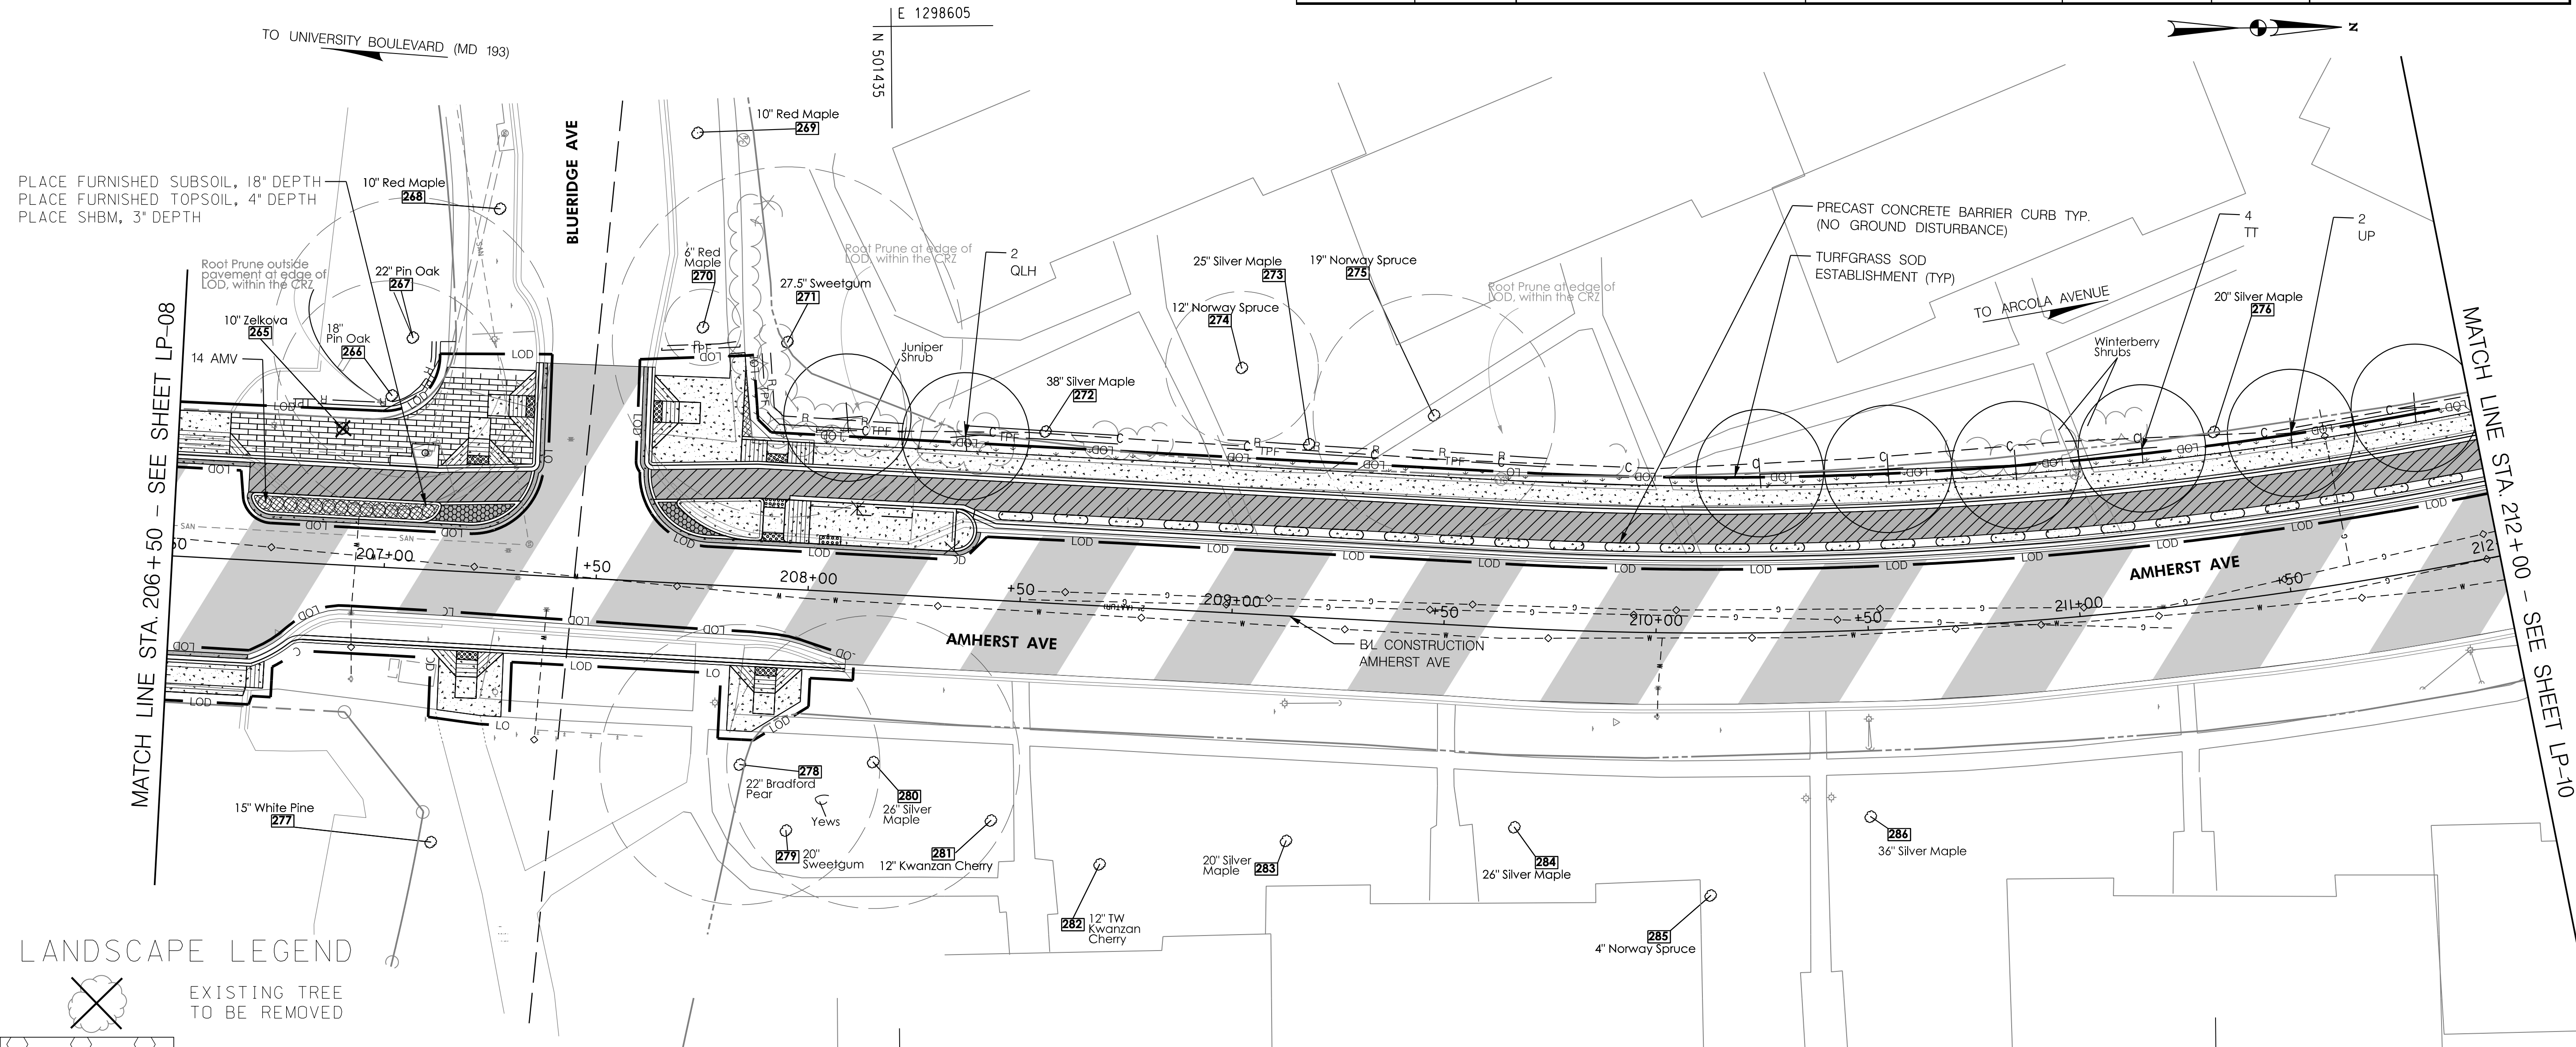 E 1298605
N 501435
N
TO UNIVERSITY BOULEVARD (MD 193)
BLUERIDGE AVE
10" Red Maple
269
PLACE FURNISHED SUBSOIL, 18" DEPTH
PLACE FURNISHED TOPSOIL, 4" DEPTH
PLACE SHBM, 3" DEPTH
10" Red Maple
268
SAN
Root Prune outside
pavement at edge of
LOD, within the CRZ
22" Pin Oak
267
10" Zelkova
265
18"
Pin Oak
266
14 AMV
6" Red
Maple
270
27.5" Sweetgum
271
Root Prune at edge of
LOD, within the CRZ
2
QLH
Juniper
Shrub
38" Silver Maple
272
25" Silver Maple
273
12" Norway Spruce
274
19" Norway Spruce
275
Root Prune at edge of
LOD, within the CRZ
PRECAST CONCRETE BARRIER CURB TYP.
(NO GROUND DISTURBANCE)
TURFGRASS SOD
ESTABLISHMENT (TYP)
TO ARCOLA AVENUE
4
TT
2
UP
20" Silver Maple
276
Winterberry
Shrubs
MATCH LINE STA. 206+50 - SEE SHEET LP-08
MATCH LINE STA. 212+00 - SEE SHEET LP-10
LOD
TPF
R
C
SAN
50
207+00
+50
208+00
+50
209+00
+50
210+00
+50
211+00
+50
212
AMHERST AVE
AMHERST AVE
B/L CONSTRUCTION
AMHERST AVE
G
W
278
22" Bradford
Pear
Yews
280
26" Silver
Maple
279
20"
Sweetgum
281
12" Kwanzan Cherry
15" White Pine
277
282
12" TW
Kwanzan
Cherry
20" Silver
Maple
283
284
26" Silver Maple
285
4" Norway Spruce
286
36" Silver Maple
LANDSCAPE LEGEND
EXISTING TREE
TO BE REMOVED